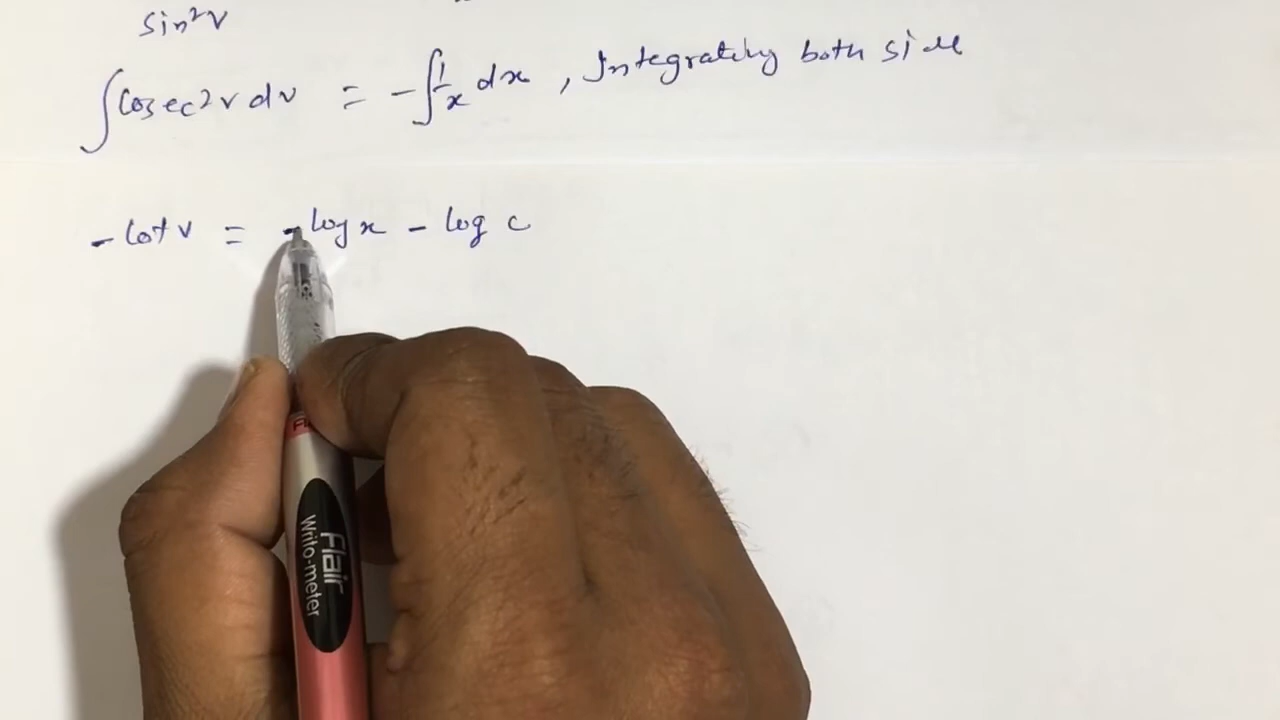 sin²v
∫cosec²v dv = -∫1/x dx , Integrating both side
-cot v = -log x - log c
Flair
Writo-meter